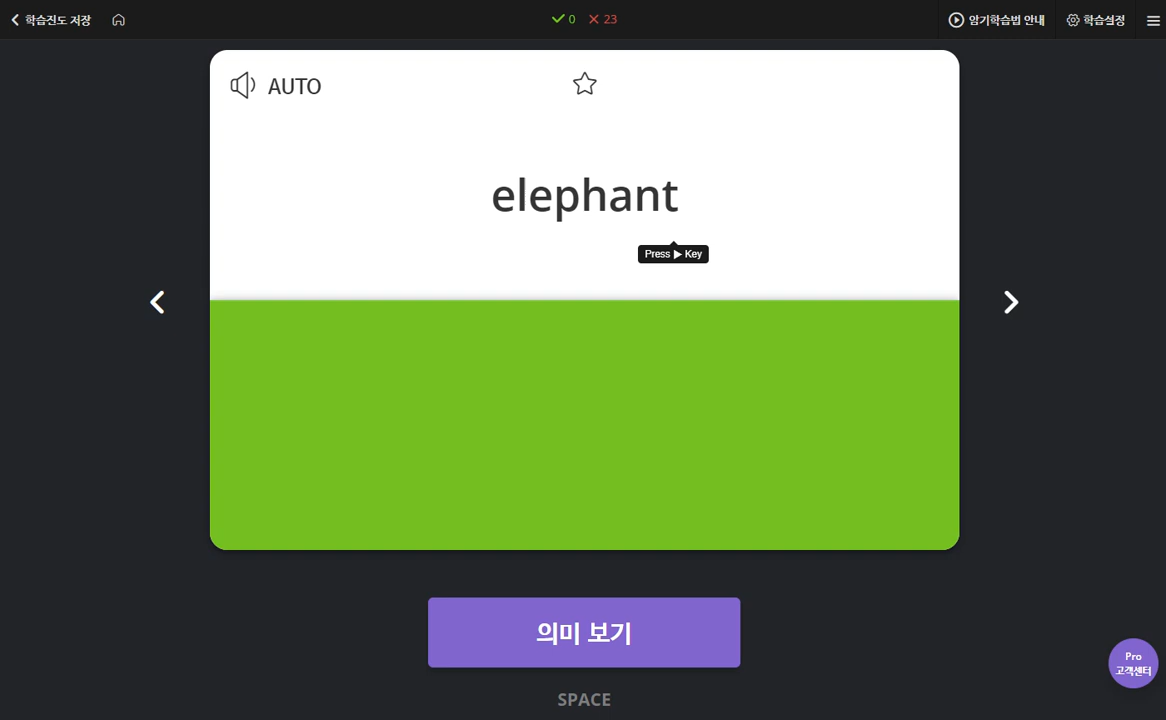 학습진도 저장
0 23
암기학습법 안내
학습설정
AUTO
elephant
Press ▶ Key
의미 보기
SPACE
Pro
고객센터